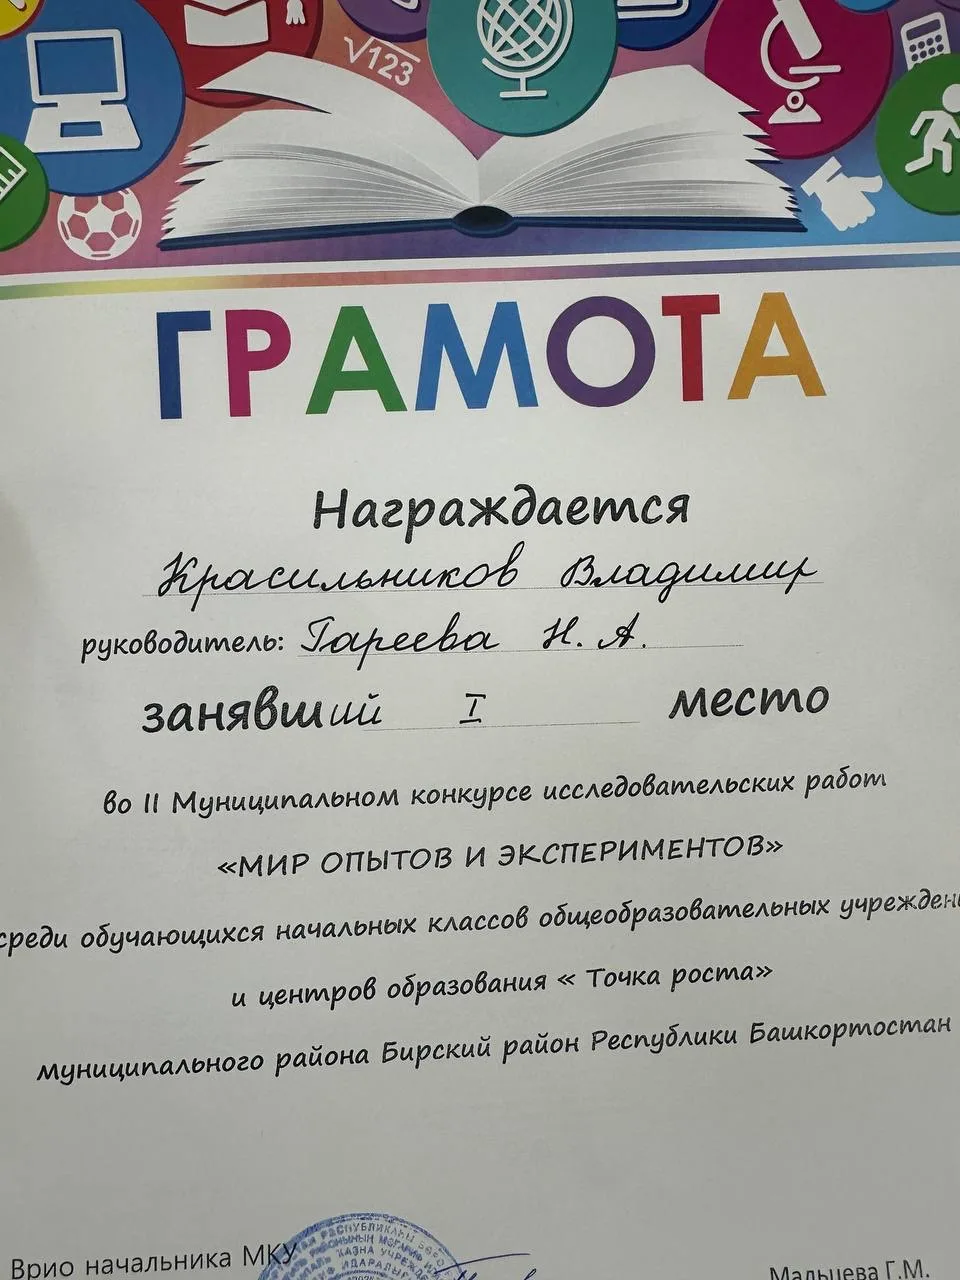 √123
ГРАМОТА
Награждается
Красильников Владимир
руководитель: Гареева Н. А.
занявший I место
во II Муниципальном конкурсе исследовательских работ
«МИР ОПЫТОВ И ЭКСПЕРИМЕНТОВ»
среди обучающихся начальных классов общеобразовательных учрежден
и центров образования « Точка роста»
муниципального района Бирский район Республики Башкортостан
Врио начальника МКУ
Мальцева Г.М.